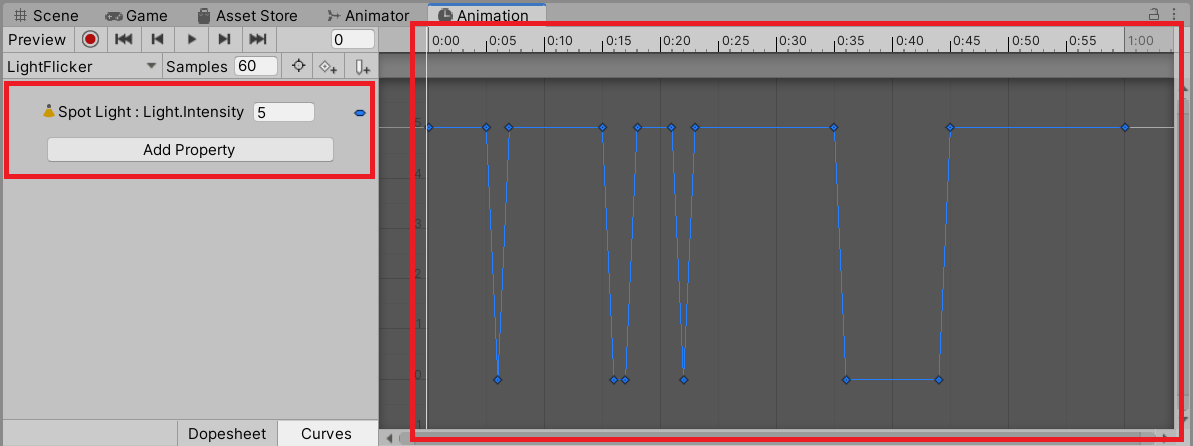 Scene Game Asset Store Animator Animation
Preview 0 0:00 0:05 0:10 0:15 0:20 0:25 0:30 0:35 0:40 0:45 0:50 0:55 1:00
LightFlicker Samples 60
Spot Light : Light.Intensity 5
Add Property
5
4
3
2
1
0
Dopesheet Curves